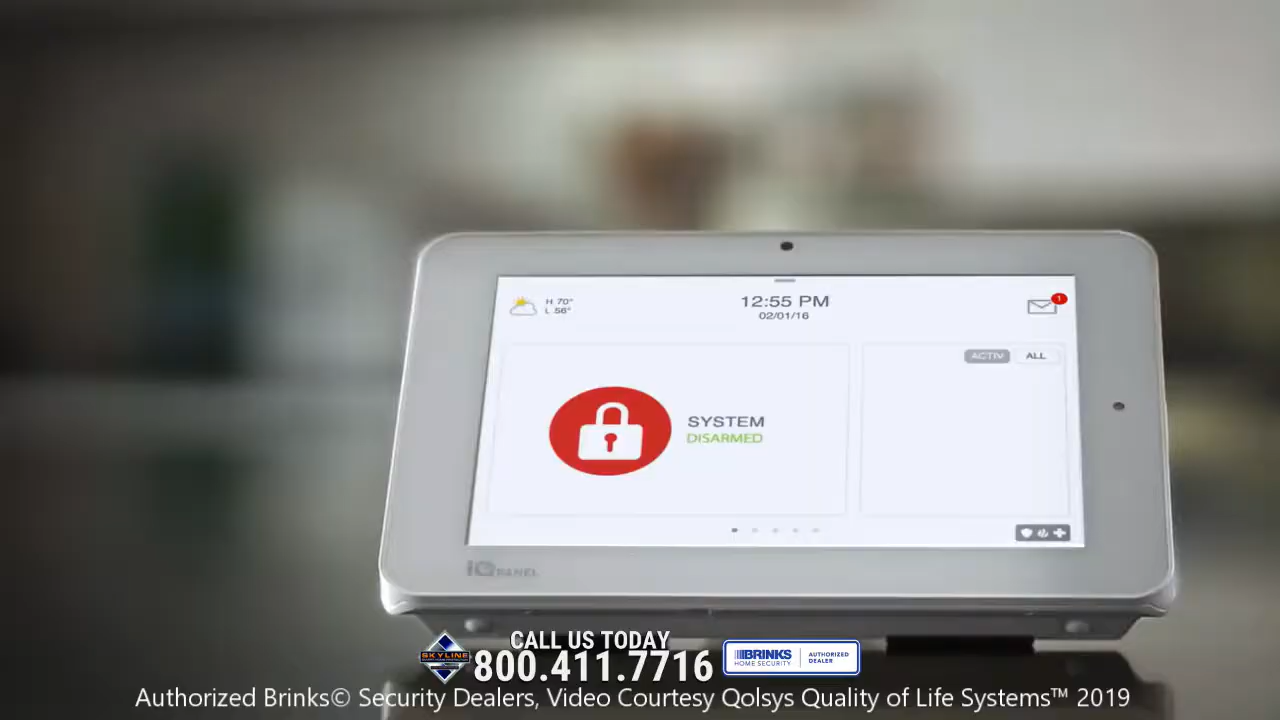 H. 70°
L. 56°
12:55 PM
02/01/16
1
ACTIV ALL
SYSTEM
DISARMED
IQ PANEL
CALL US TODAY
SKYLINE
800.411.7716
BRINKS
HOME SECURITY
AUTHORIZED
DEALER
Authorized Brinks© Security Dealers, Video Courtesy Qolsys Quality of Life Systems™ 2019